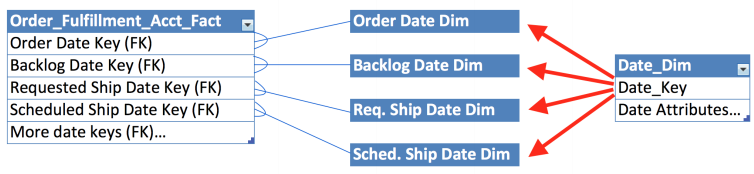 Order_Fulfillment_Acct_Fact
Order Date Key (FK)
Backlog Date Key (FK)
Requested Ship Date Key (FK)
Scheduled Ship Date Key (FK)
More date keys (FK)...
Order Date Dim
Backlog Date Dim
Req. Ship Date Dim
Sched. Ship Date Dim
Date_Dim
Date_Key
Date Attributes...